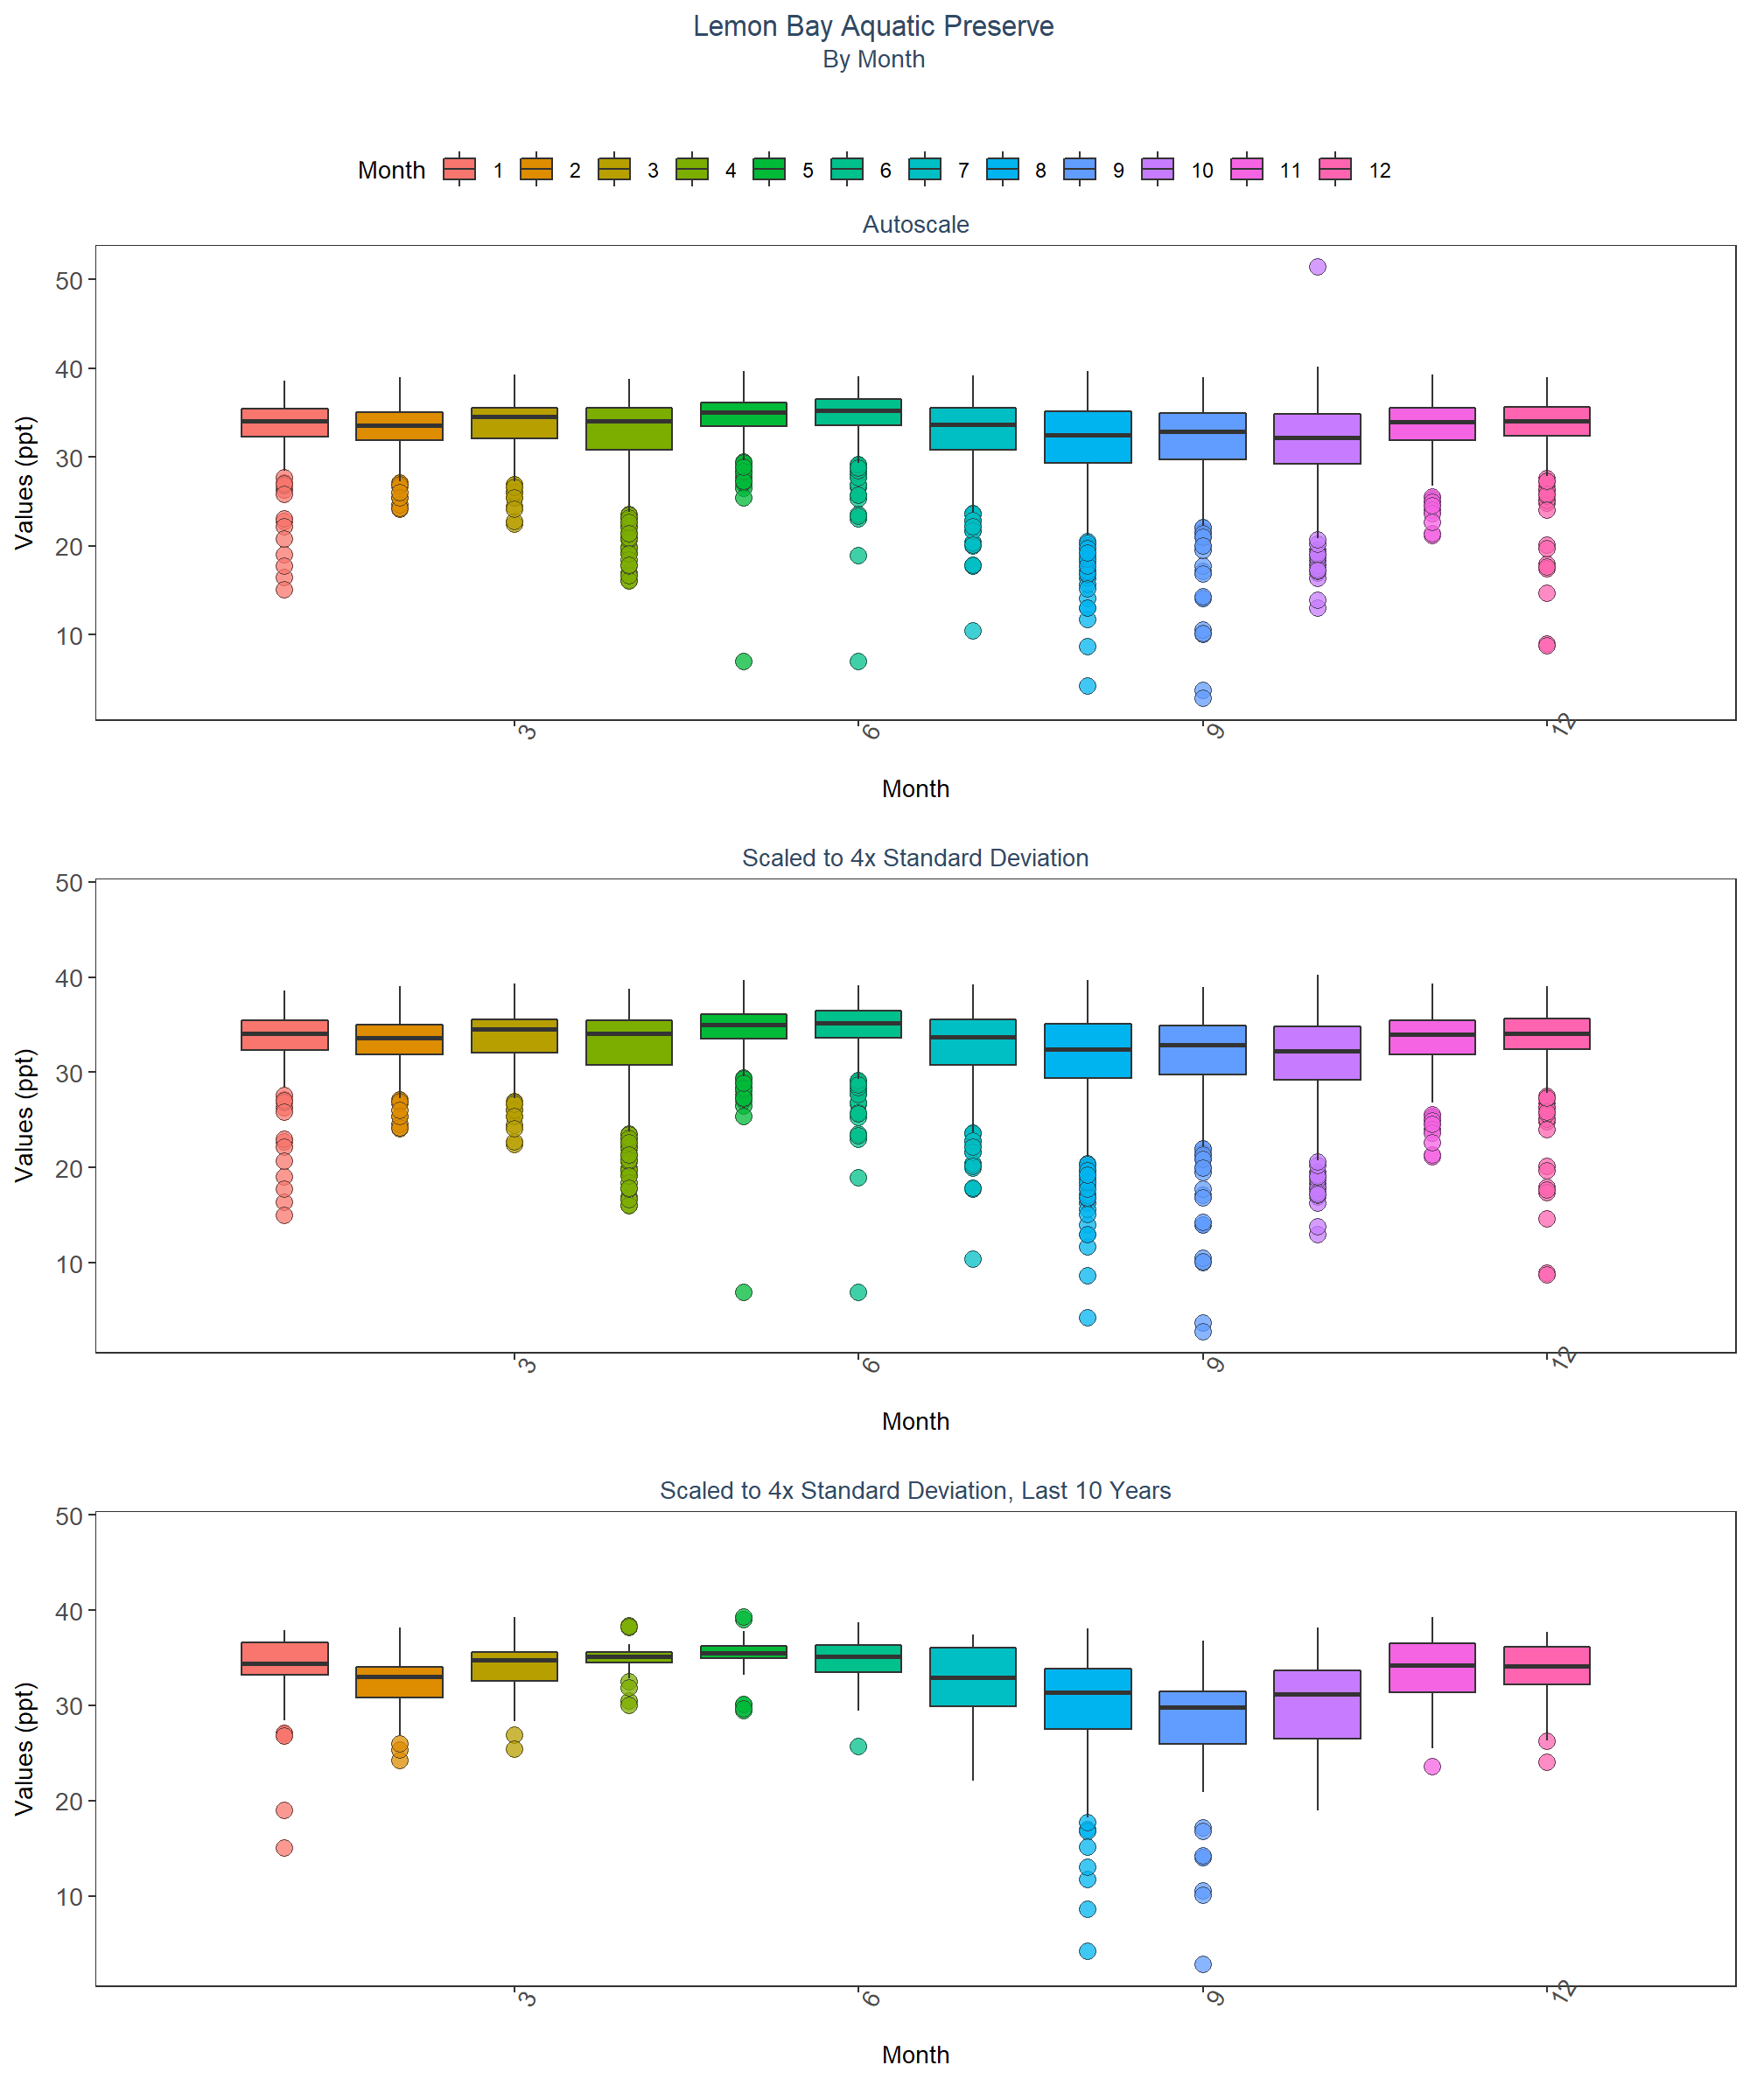 Lemon Bay Aquatic Preserve
By Month
Month 1 2 3 4 5 6 7 8 9 10 11 12
Autoscale
Values (ppt)
50
40
30
20
10
3 6 9 12
Month
Scaled to 4x Standard Deviation
Values (ppt)
50
40
30
20
10
3 6 9 12
Month
Scaled to 4x Standard Deviation, Last 10 Years
Values (ppt)
50
40
30
20
10
3 6 9 12
Month